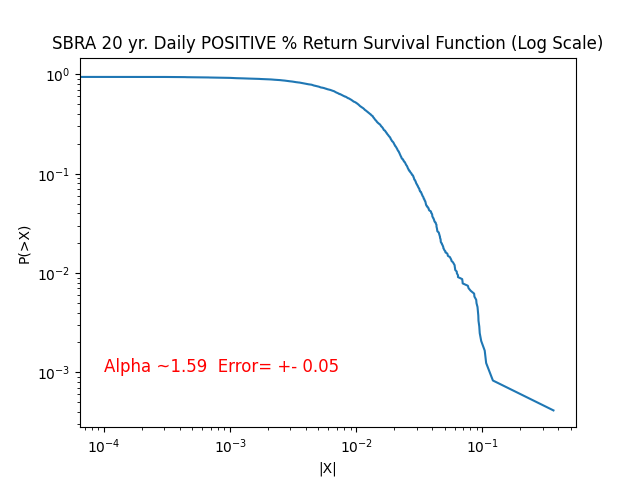 SBRA 20 yr. Daily POSITIVE % Return Survival Function (Log Scale)
10⁰
10⁻¹
10⁻²
10⁻³
P(>X)
Alpha ~1.59  Error= +- 0.05
10⁻⁴ 10⁻³ 10⁻² 10⁻¹
|X|